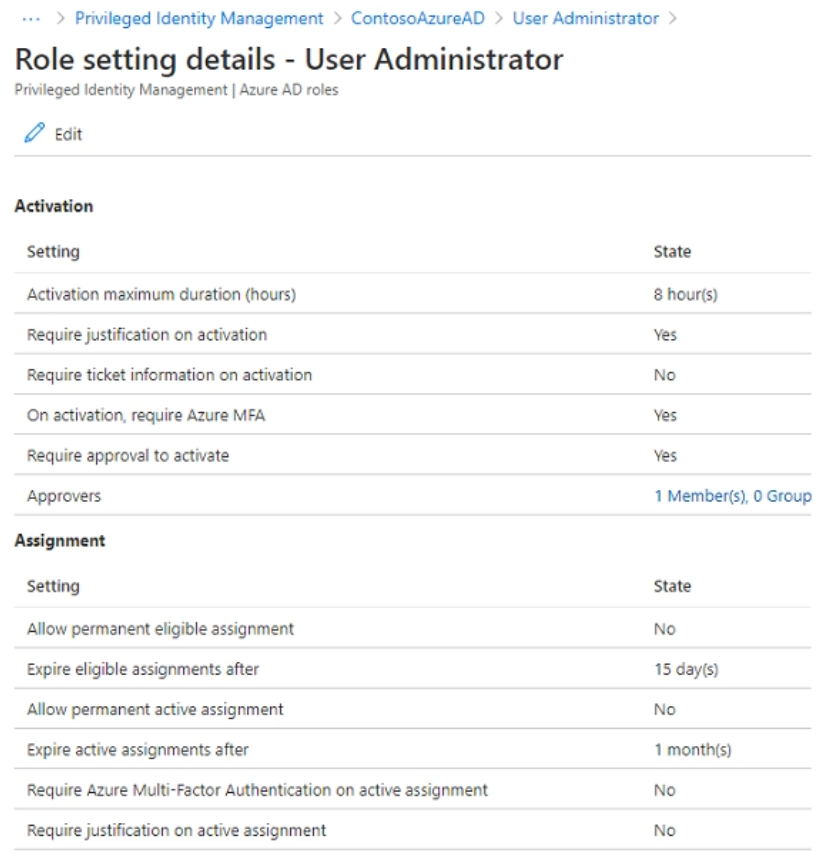 ··· > Privileged Identity Management > ContosoAzureAD > User Administrator >
Role setting details - User Administrator
Privileged Identity Management | Azure AD roles
Edit
Activation
Setting State
Activation maximum duration (hours) 8 hour(s)
Require justification on activation Yes
Require ticket information on activation No
On activation, require Azure MFA Yes
Require approval to activate Yes
Approvers 1 Member(s), 0 Group
Assignment
Setting State
Allow permanent eligible assignment No
Expire eligible assignments after 15 day(s)
Allow permanent active assignment No
Expire active assignments after 1 month(s)
Require Azure Multi-Factor Authentication on active assignment No
Require justification on active assignment No